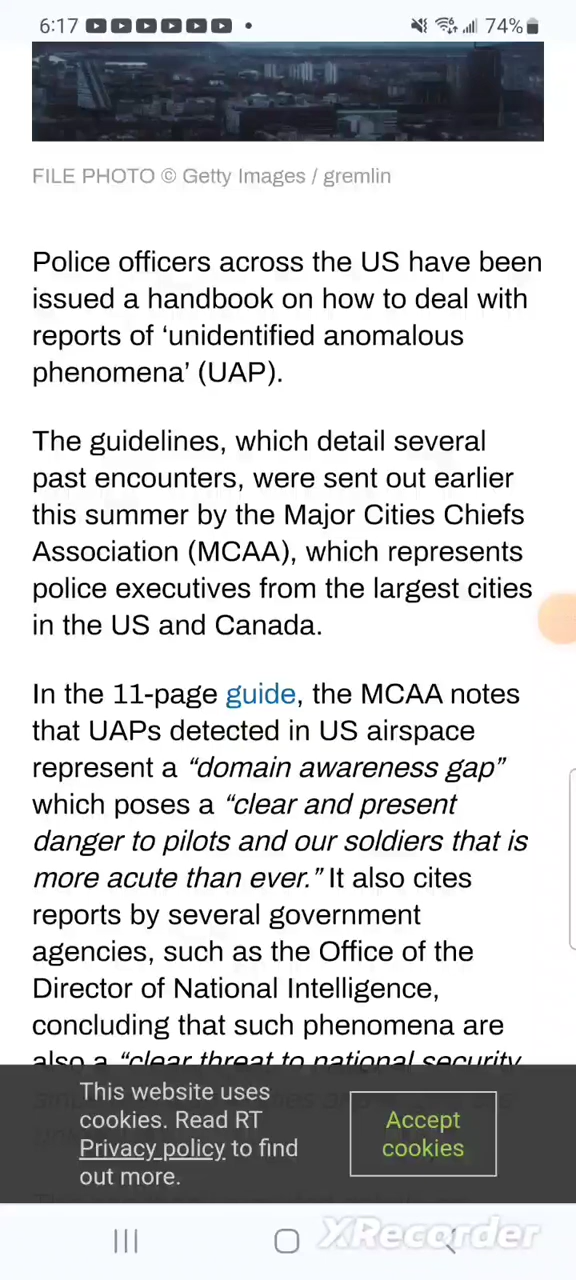 6:17
74%
FILE PHOTO © Getty Images / gremlin
Police officers across the US have been
issued a handbook on how to deal with
reports of ‘unidentified anomalous
phenomena’ (UAP).
The guidelines, which detail several
past encounters, were sent out earlier
this summer by the Major Cities Chiefs
Association (MCAA), which represents
police executives from the largest cities
in the US and Canada.
In the 11-page guide, the MCAA notes
that UAPs detected in US airspace
represent a “domain awareness gap”
which poses a “clear and present
danger to pilots and our soldiers that is
more acute than ever.” It also cites
reports by several government
agencies, such as the Office of the
Director of National Intelligence,
concluding that such phenomena are
also a “clear threat to national security
This website uses
cookies. Read RT
Privacy policy to find
out more.
Accept
cookies
XRecorder